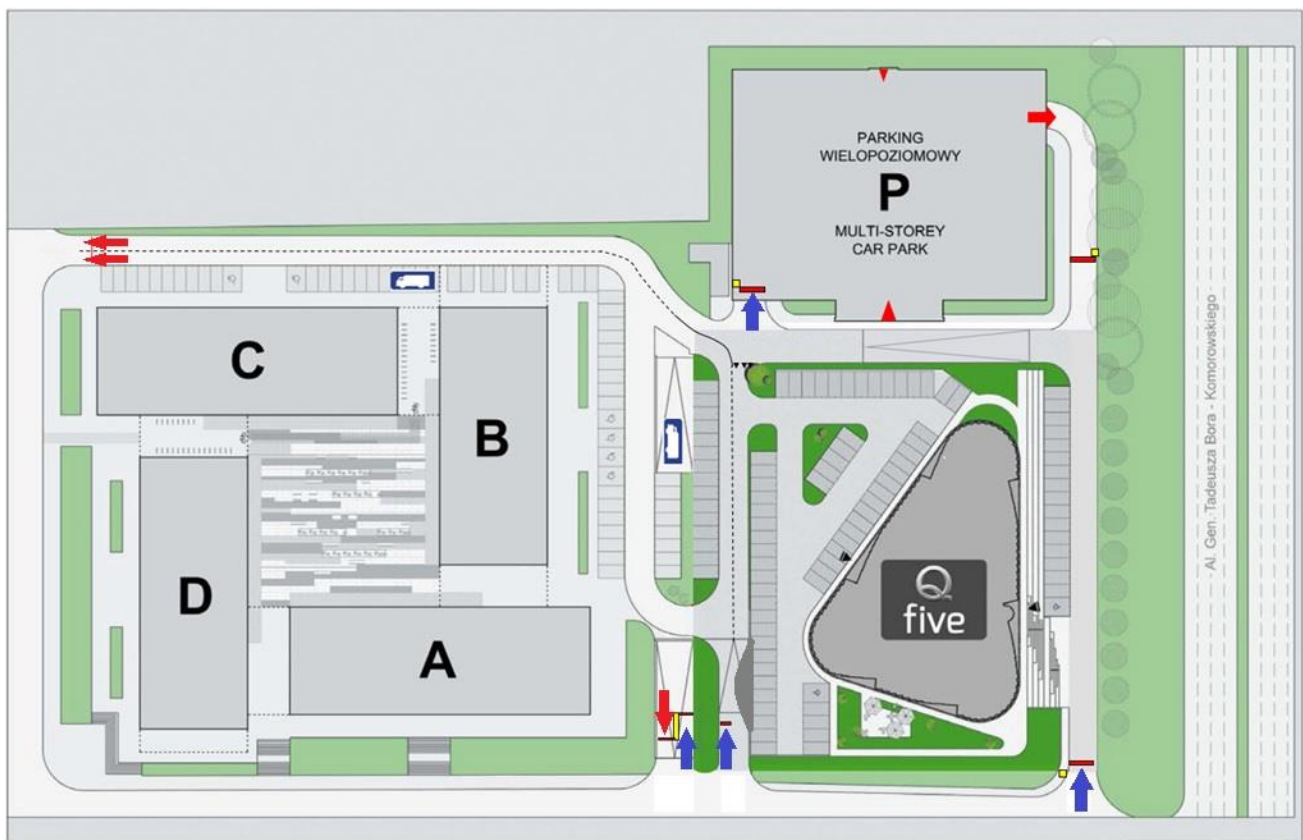 PARKING
WIELOPOZIOMOWY
P
MULTI-STOREY
CAR PARK
C
B
D
A
Q
five
Al. Gen. Tadeusza Bora - Komorowskiego